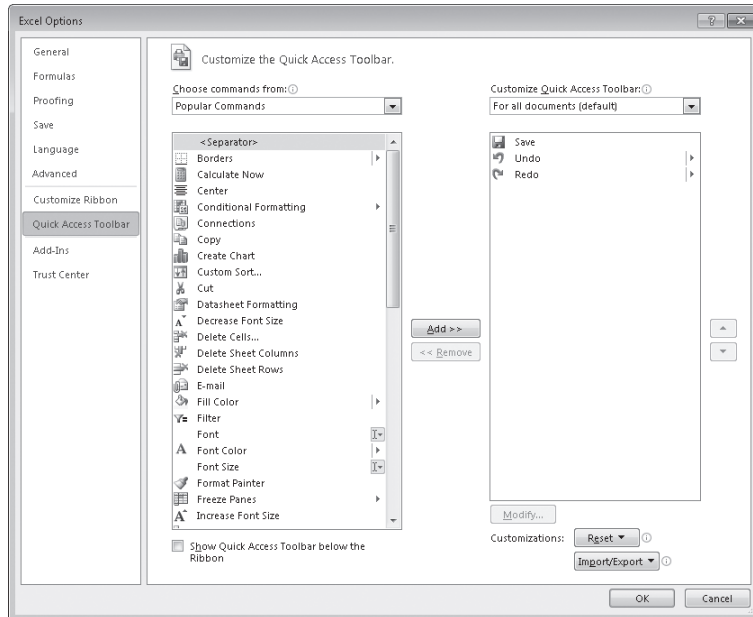 Excel Options
General
Formulas
Proofing
Save
Language
Advanced
Customize Ribbon
Quick Access Toolbar
Add-Ins
Trust Center
Customize the Quick Access Toolbar.
Choose commands from:
Popular Commands
<Separator>
Borders
Calculate Now
Center
Conditional Formatting
Connections
Copy
Create Chart
Custom Sort...
Cut
Datasheet Formatting
Decrease Font Size
Delete Cells...
Delete Sheet Columns
Delete Sheet Rows
E-mail
Fill Color
Filter
Font
Font Color
Font Size
Format Painter
Freeze Panes
Increase Font Size
Show Quick Access Toolbar below the
Ribbon
Add >>
<< Remove
Customize Quick Access Toolbar:
For all documents (default)
Save
Undo
Redo
Modify...
Customizations: Reset
Import/Export
OK Cancel